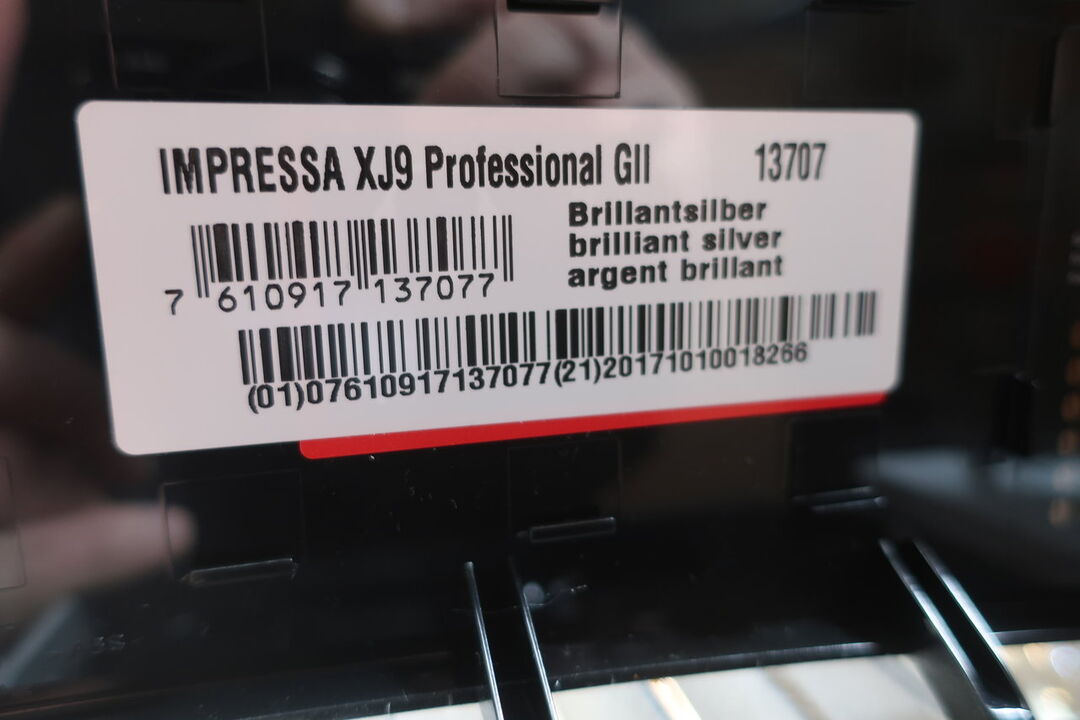 IMPRESSA XJ9 Professional GII 13707
Brillantsilber
brilliant silver
argent brillant
7 610917 137077
(01)07610917137077(21)20171010018266